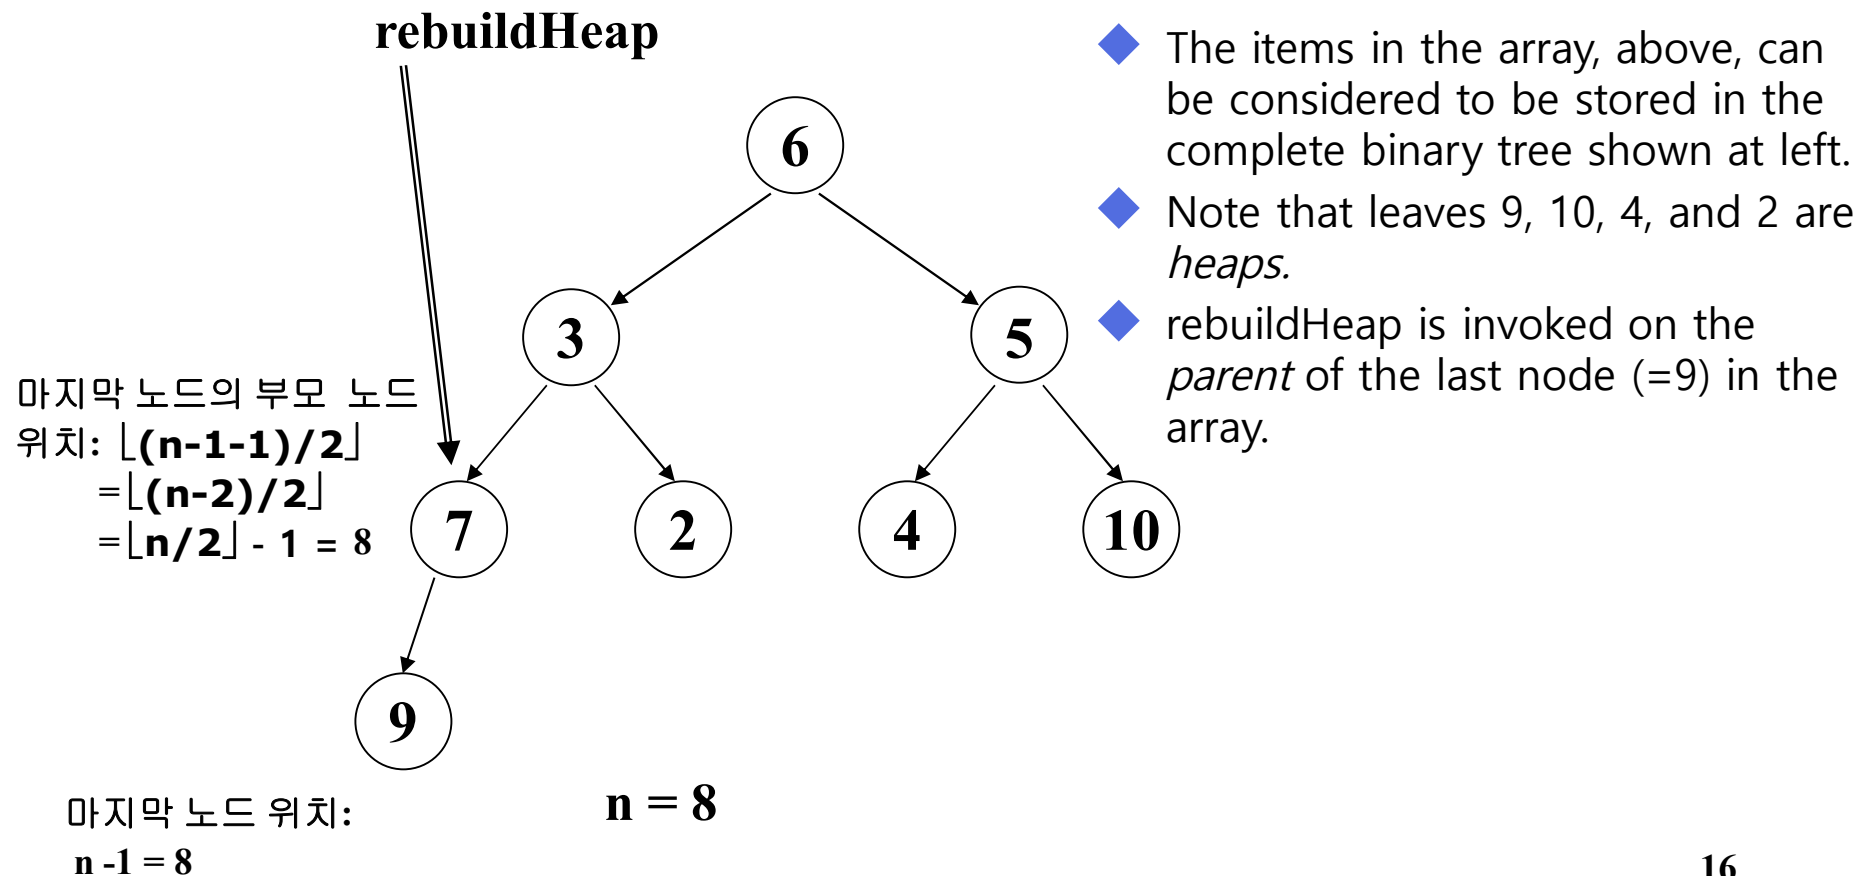 rebuildHeap
6
3
5
7
2
4
10
9
마지막 노드의 부모 노드
위치: ⌊(n-1-1)/2⌋
=⌊(n-2)/2⌋
=⌊n/2⌋ - 1 = 8
마지막 노드 위치:
n -1 = 8
n = 8
The items in the array, above, can
be considered to be stored in the
complete binary tree shown at left.
Note that leaves 9, 10, 4, and 2 are
heaps.
rebuildHeap is invoked on the
parent of the last node (=9) in the
array.
16